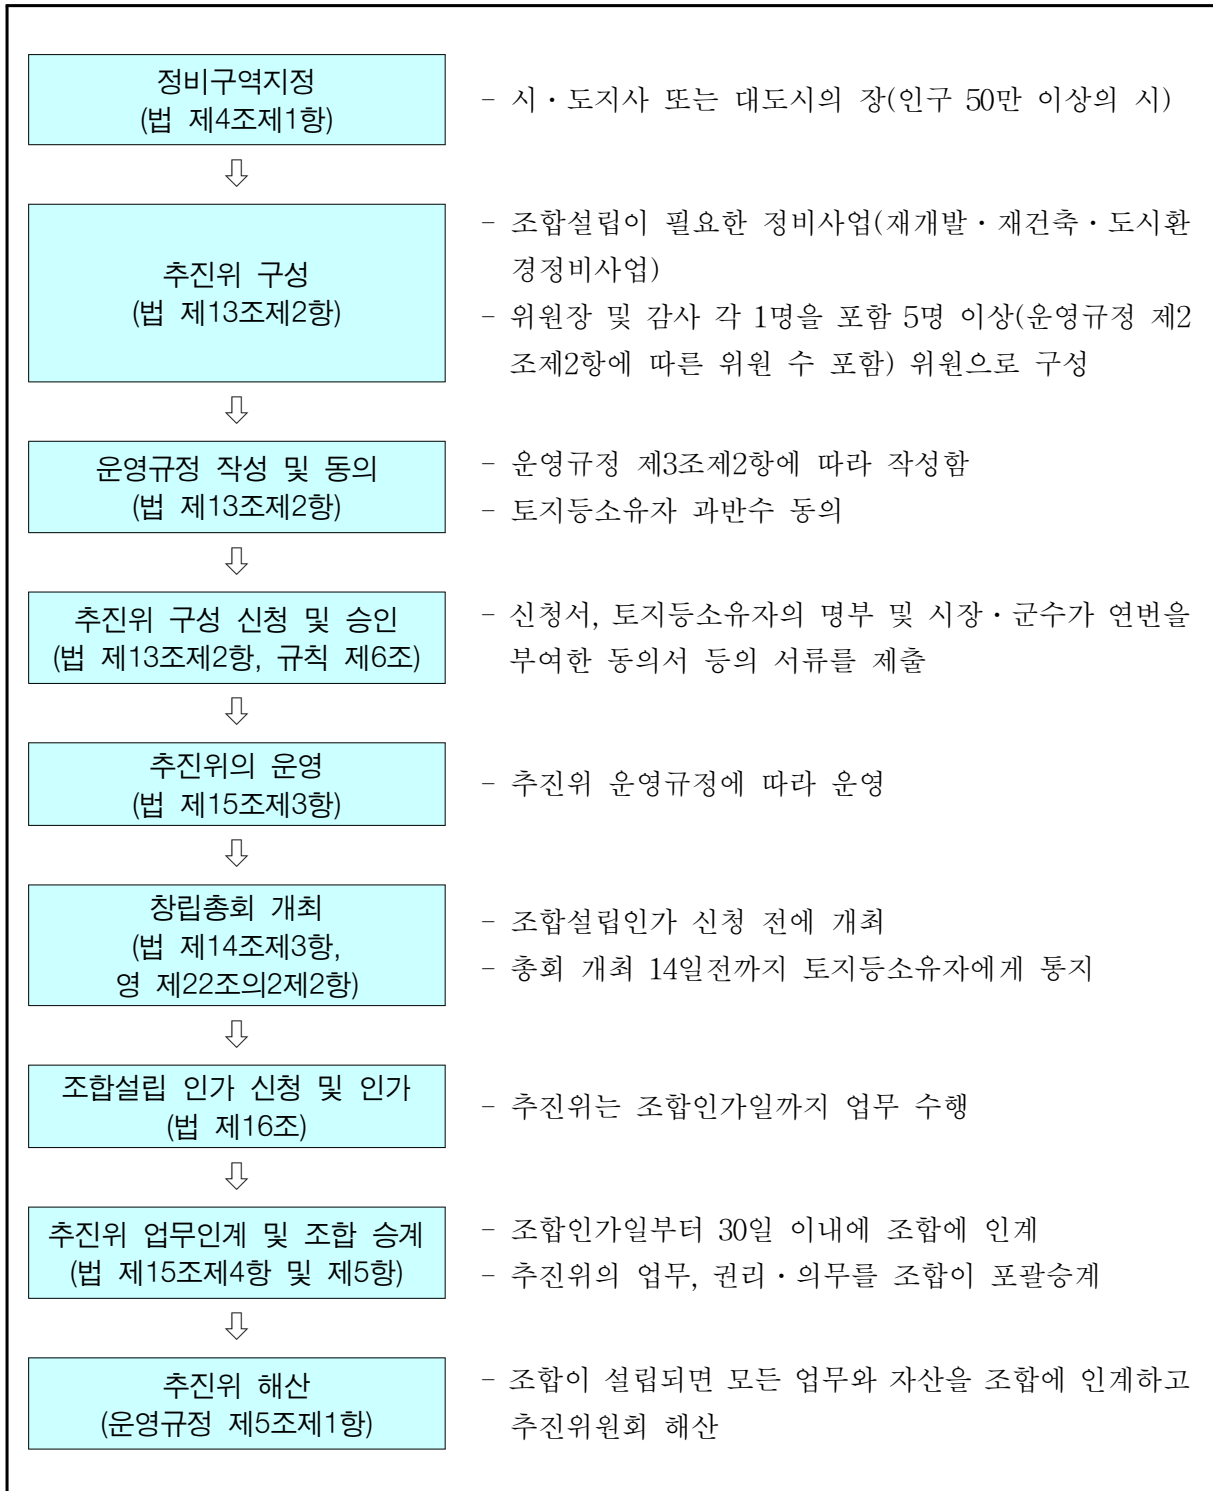 정비구역지정
(법 제4조제1항)
- 시・도지사 또는 대도시의 장(인구 50만 이상의 시)
⇩
추진위 구성
(법 제13조제2항)
- 조합설립이 필요한 정비사업(재개발・재건축・도시환
경정비사업)
- 위원장 및 감사 각 1명을 포함 5명 이상(운영규정 제2
조제2항에 따른 위원 수 포함) 위원으로 구성
⇩
운영규정 작성 및 동의
(법 제13조제2항)
- 운영규정 제3조제2항에 따라 작성함
- 토지등소유자 과반수 동의
⇩
추진위 구성 신청 및 승인
(법 제13조제2항, 규칙 제6조)
- 신청서, 토지등소유자의 명부 및 시장・군수가 연번을
부여한 동의서 등의 서류를 제출
⇩
추진위의 운영
(법 제15조제3항)
- 추진위 운영규정에 따라 운영
⇩
창립총회 개최
(법 제14조제3항,
영 제22조의2제2항)
- 조합설립인가 신청 전에 개최
- 총회 개최 14일전까지 토지등소유자에게 통지
⇩
조합설립 인가 신청 및 인가
(법 제16조)
- 추진위는 조합인가일까지 업무 수행
⇩
추진위 업무인계 및 조합 승계
(법 제15조제4항 및 제5항)
- 조합인가일부터 30일 이내에 조합에 인계
- 추진위의 업무, 권리・의무를 조합이 포괄승계
⇩
추진위 해산
(운영규정 제5조제1항)
- 조합이 설립되면 모든 업무와 자산을 조합에 인계하고
추진위원회 해산